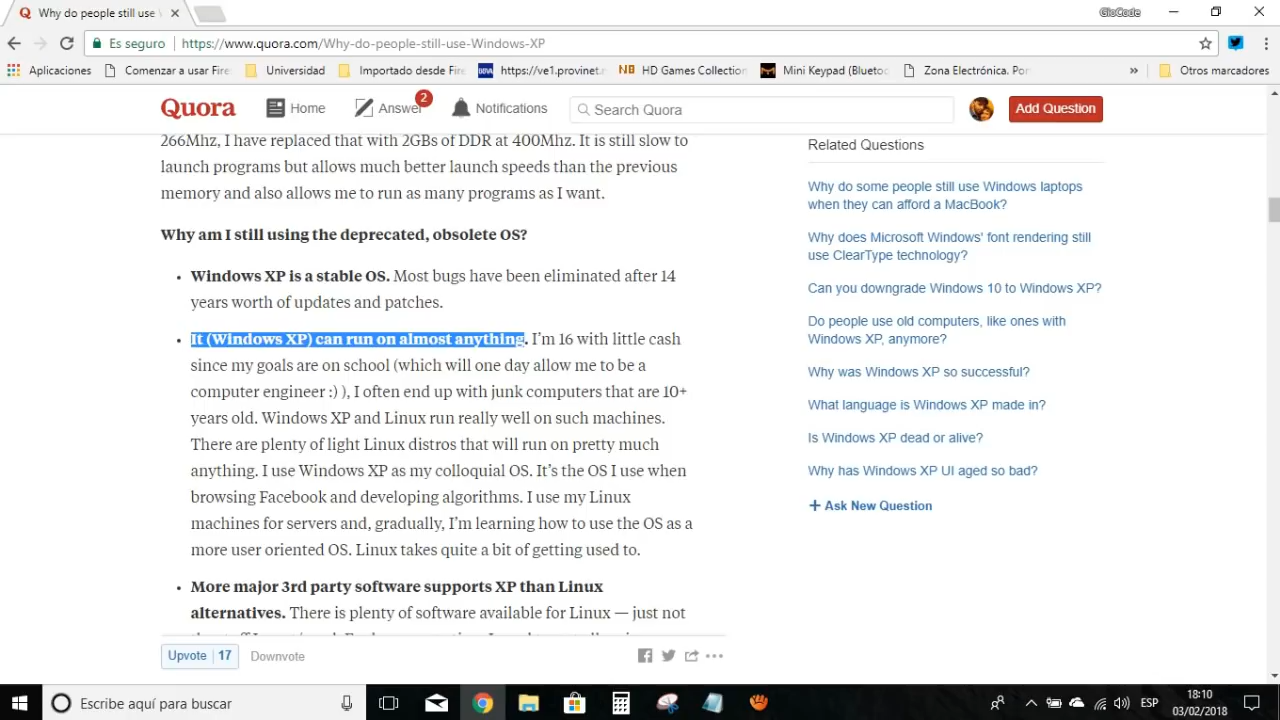 Why do people still use
GioCode
Es seguro
https://www.quora.com/Why-do-people-still-use-Windows-XP
Aplicaciones
Comenzar a usar Fire
Universidad
Importado desde Fire
https://ve1.provinet.
HD Games Collection
Mini Keypad (Bluetoo
Zona Electrónica. Por
»
Otros marcadores
Quora
Home
Answer
2
Notifications
Search Quora
Add Question
266Mhz, I have replaced that with 2GBs of DDR at 400Mhz. It is still slow to
launch programs but allows much better launch speeds than the previous
memory and also allows me to run as many programs as I want.
Why am I still using the deprecated, obsolete OS?
• Windows XP is a stable OS. Most bugs have been eliminated after 14
years worth of updates and patches.
• It (Windows XP) can run on almost anything. I’m 16 with little cash
since my goals are on school (which will one day allow me to be a
computer engineer :) ), I often end up with junk computers that are 10+
years old. Windows XP and Linux run really well on such machines.
There are plenty of light Linux distros that will run on pretty much
anything. I use Windows XP as my colloquial OS. It’s the OS I use when
browsing Facebook and developing algorithms. I use my Linux
machines for servers and, gradually, I’m learning how to use the OS as a
more user oriented OS. Linux takes quite a bit of getting used to.
• More major 3rd party software supports XP than Linux
alternatives. There is plenty of software available for Linux — just not
Upvote 17
Downvote
Related Questions
Why do some people still use Windows laptops
when they can afford a MacBook?
Why does Microsoft Windows' font rendering still
use ClearType technology?
Can you downgrade Windows 10 to Windows XP?
Do people use old computers, like ones with
Windows XP, anymore?
Why was Windows XP so successful?
What language is Windows XP made in?
Is Windows XP dead or alive?
Why has Windows XP UI aged so bad?
+ Ask New Question
Escribe aquí para buscar
ESP
18:10
03/02/2018